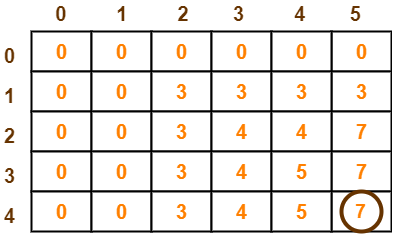 0 1 2 3 4 5
0 0 0 0 0 0 0
1 0 0 3 3 3 3
2 0 0 3 4 4 7
3 0 0 3 4 5 7
4 0 0 3 4 5 7